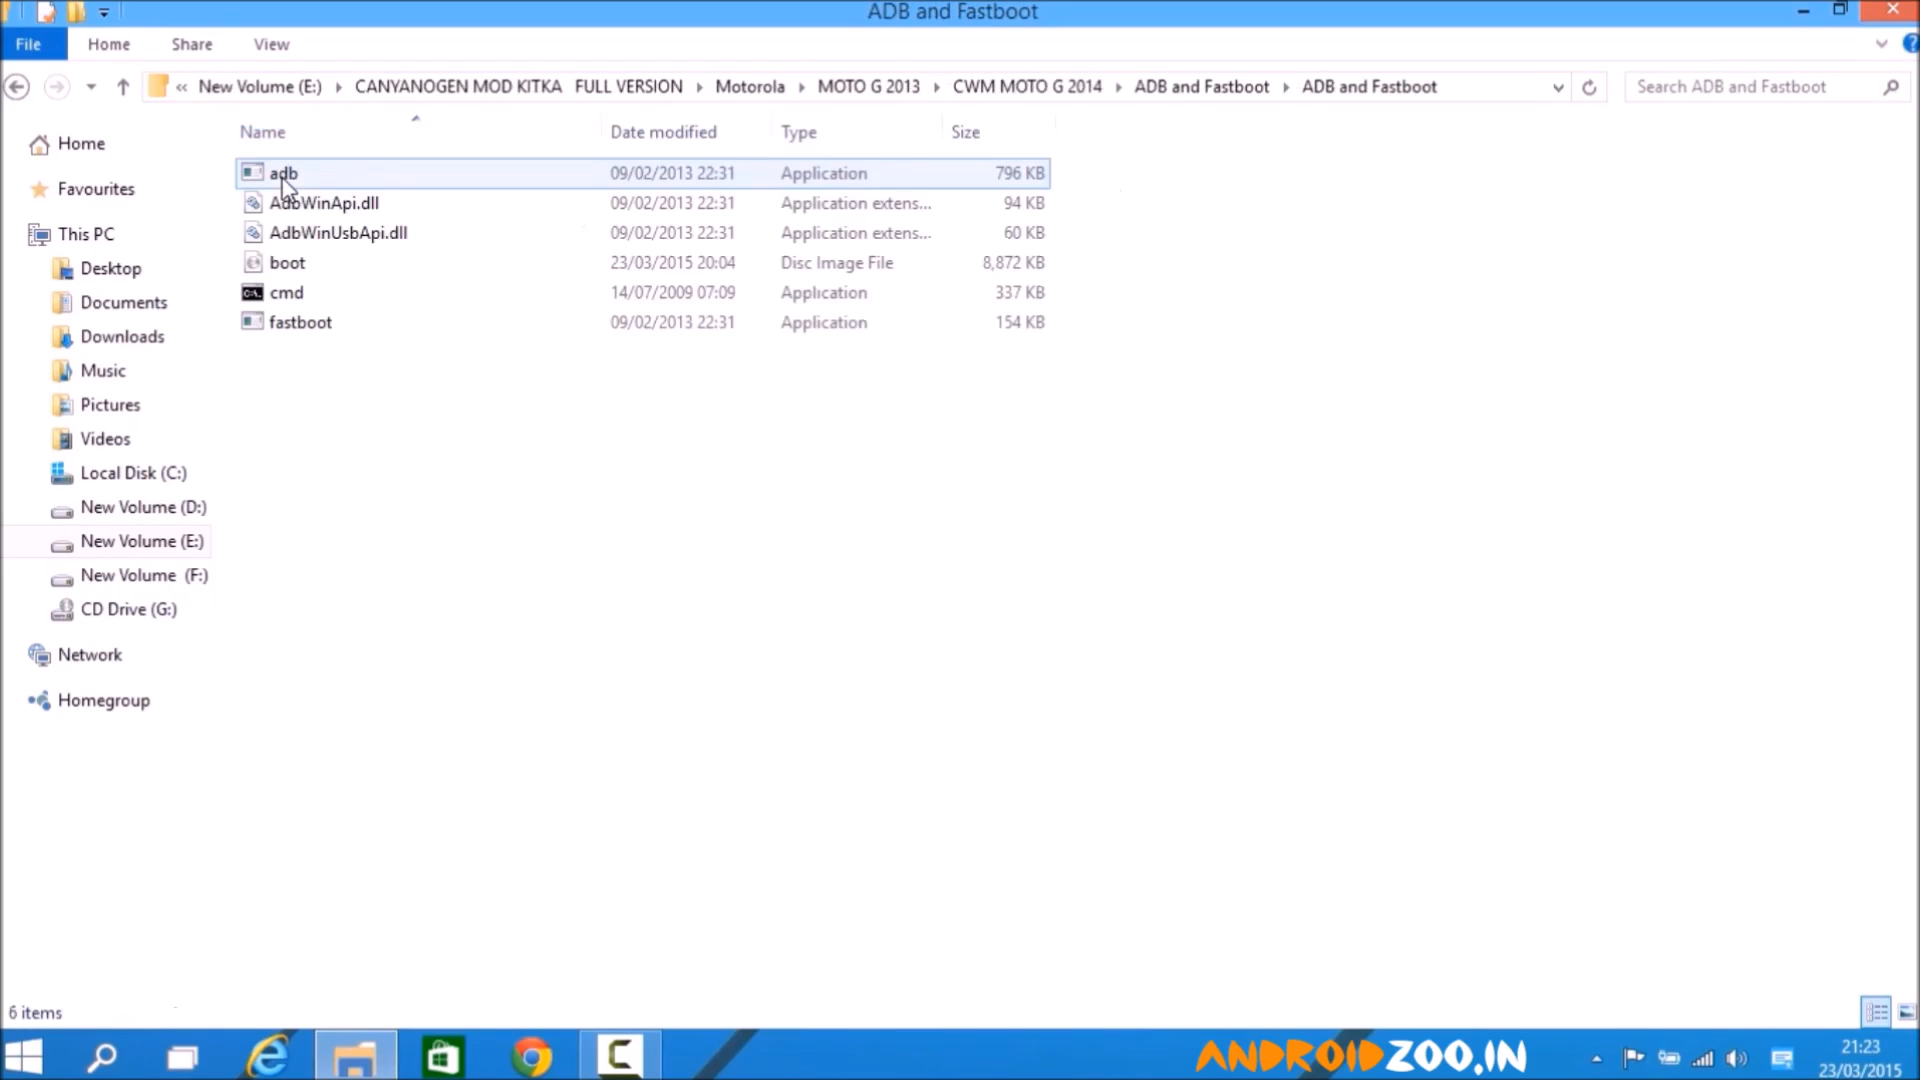 ADB and Fastboot
File Home Share View
« New Volume (E:) CANYANOGEN MOD KITKA FULL VERSION Motorola MOTO G 2013 CWM MOTO G 2014 ADB and Fastboot ADB and Fastboot
Search ADB and Fastboot
Name Date modified Type Size
adb 09/02/2013 22:31 Application 796 KB
AdbWinApi.dll 09/02/2013 22:31 Application extens... 94 KB
AdbWinUsbApi.dll 09/02/2013 22:31 Application extens... 60 KB
boot 23/03/2015 20:04 Disc Image File 8,872 KB
cmd 14/07/2009 07:09 Application 337 KB
fastboot 09/02/2013 22:31 Application 154 KB
Home
Favourites
This PC
Desktop
Documents
Downloads
Music
Pictures
Videos
Local Disk (C:)
New Volume (D:)
New Volume (E:)
New Volume (F:)
CD Drive (G:)
Network
Homegroup
6 items
ANDROIDZOO.IN
21:23
23/03/2015